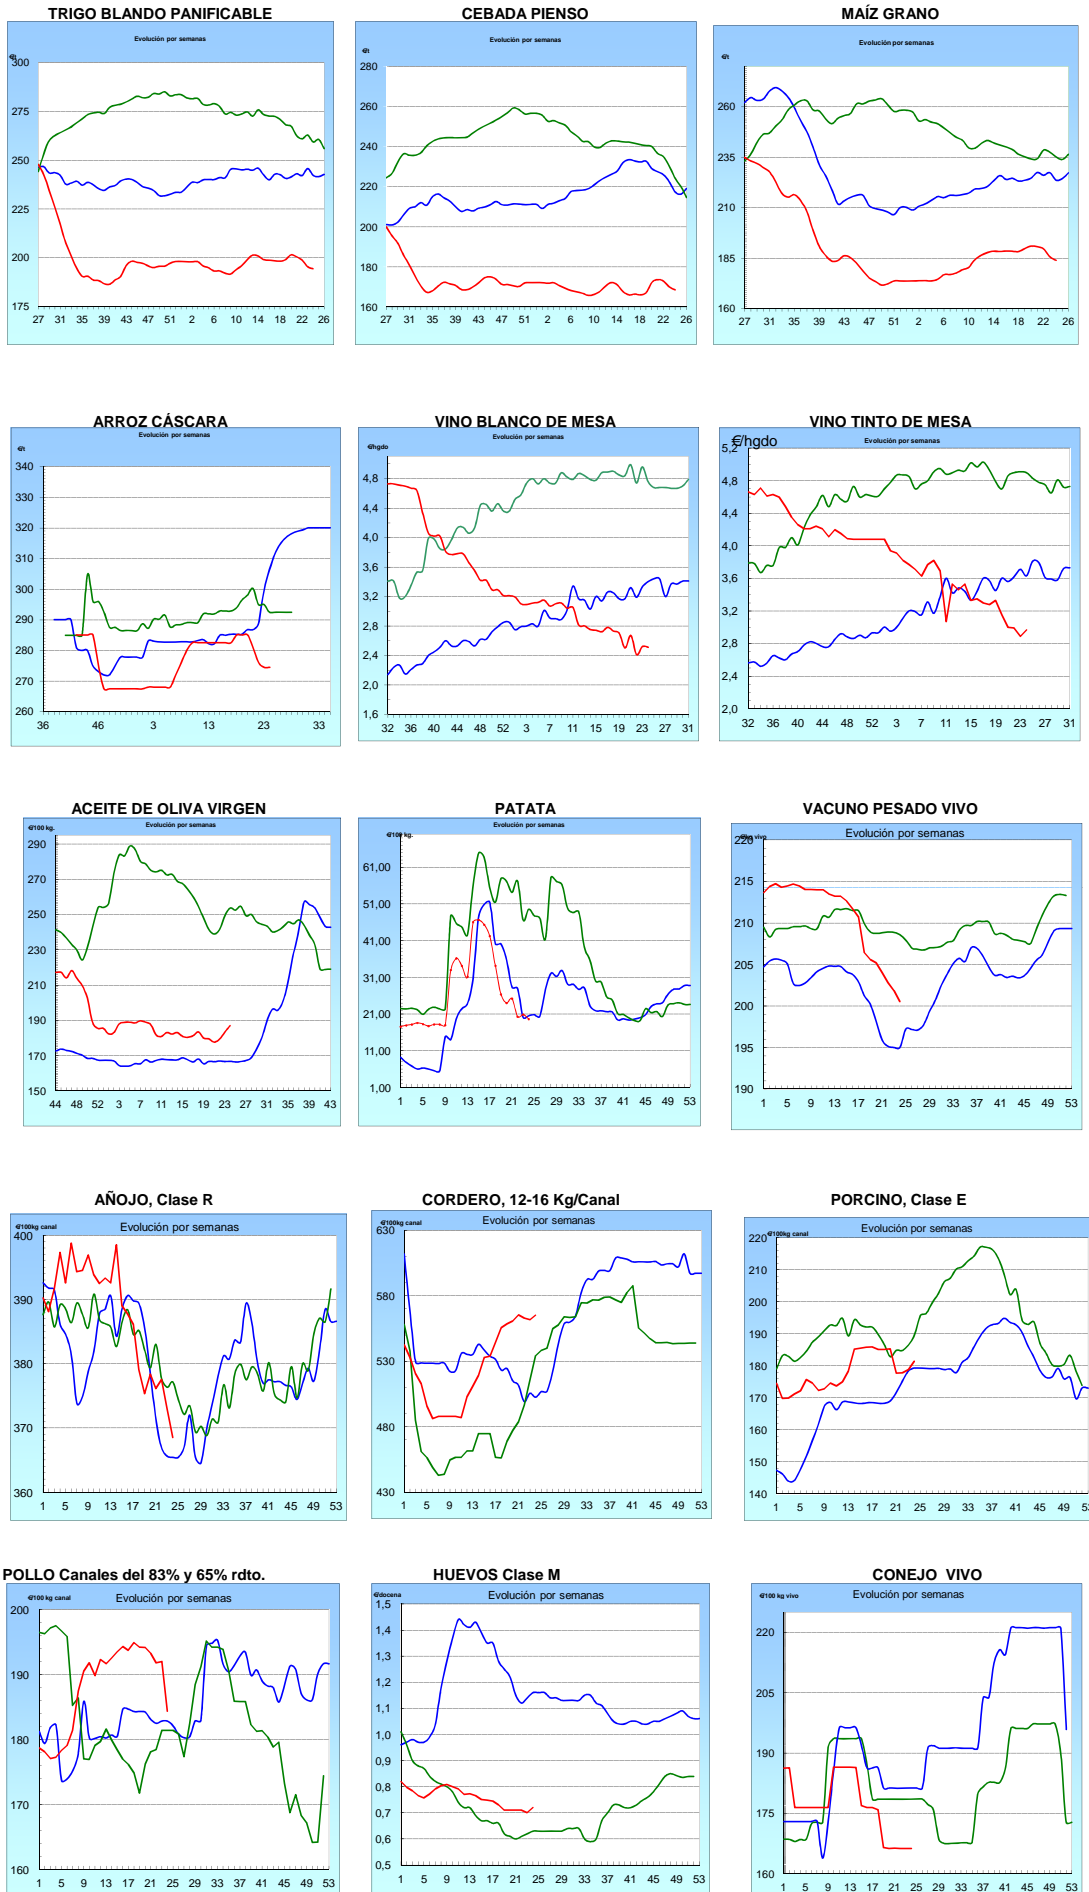 TRIGO BLANDO PANIFICABLE
Evolución por semanas
€/t
300
275
250
225
200
175
27 31 35 39 43 47 51 2 6 10 14 18 22 26
CEBADA PIENSO
Evolución por semanas
€/t
280
260
240
220
200
180
160
27 31 35 39 43 47 51 2 6 10 14 18 22 26
MAÍZ GRANO
Evolución por semanas
€/t
260
235
210
185
160
27 31 35 39 43 47 51 2 6 10 14 18 22 26
ARROZ CÁSCARA
Evolución por semanas
€/t
340
330
320
310
300
290
280
270
260
36 46 3 13 23 33
VINO BLANCO DE MESA
Evolución por semanas
€/hgdo
4,8
4,4
4,0
3,6
3,2
2,8
2,4
2,0
1,6
32 36 40 44 48 52 3 7 11 15 19 23 27 31
VINO TINTO DE MESA
Evolución por semanas
€/hgdo
5,2
4,8
4,4
4,0
3,6
3,2
2,8
2,4
2,0
32 36 40 44 48 52 3 7 11 15 19 23 27 31
ACEITE DE OLIVA VIRGEN
Evolución por semanas
€/100 kg.
290
270
250
230
210
190
170
150
44 48 52 3 7 11 15 19 23 27 31 35 39 43
PATATA
Evolución por semanas
€/100 kg.
61,00
51,00
41,00
31,00
21,00
11,00
1,00
1 5 9 13 17 21 25 29 33 37 41 45 49 53
VACUNO PESADO VIVO
Evolución por semanas
220
215
210
205
200
195
190
1 5 9 13 17 21 25 29 33 37 41 45 49 53
AÑOJO, Clase R
Evolución por semanas
€/100kg canal
400
390
380
370
360
1 5 9 13 17 21 25 29 33 37 41 45 49 53
CORDERO, 12-16 Kg/Canal
Evolución por semanas
€/100kg canal
630
580
530
480
430
1 5 9 13 17 21 25 29 33 37 41 45 49 53
PORCINO, Clase E
Evolución por semanas
€/100kg canal
220
210
200
190
180
170
160
150
140
1 5 9 13 17 21 25 29 33 37 41 45 49
POLLO Canales del 83% y 65% rdto.
Evolución por semanas
€/100 kg canal
200
190
180
170
160
1 5 9 13 17 21 25 29 33 37 41 45 49 53
HUEVOS Clase M
Evolución por semanas
€/docena
1,5
1,4
1,3
1,2
1,1
1,0
0,9
0,8
0,7
0,6
0,5
1 5 9 13 17 21 25 29 33 37 41 45 49 53
CONEJO VIVO
Evolución por semanas
€/100 kg vivo
220
205
190
175
160
1 5 9 13 17 21 25 29 33 37 41 45 49 53